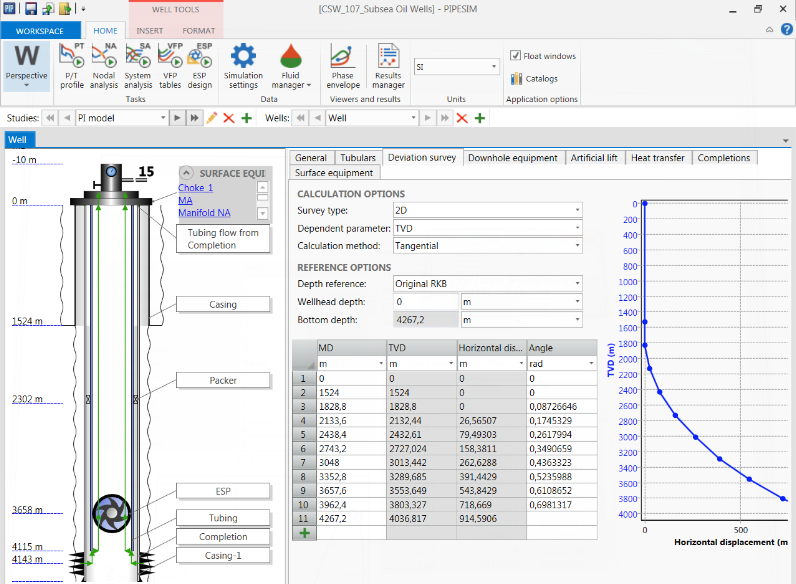 WELL TOOLS
[CSW_107_Subsea Oil Wells] - PIPESIM
WORKSPACE HOME INSERT FORMAT
Perspective
P/T profile
Nodal analysis
System analysis
VFP tables
ESP design
Simulation settings
Fluid manager
Phase envelope
Results manager
SI
Float windows
Catalogs
Tasks Data Viewers and results Units Application options
Studies: PI model Wells: Well
Well
General Tubulars Deviation survey Downhole equipment Artificial lift Heat transfer Completions
Surface equipment
-10 m
0 m
1524 m
2302 m
3658 m
4115 m
4143 m
15
SURFACE EQUI
Choke_1
MA
Manifold NA
Tubing flow from
Completion
Casing
Packer
ESP
Tubing
Completion
Casing-1
CALCULATION OPTIONS
Survey type: 2D
Dependent parameter: TVD
Calculation method: Tangential
REFERENCE OPTIONS
Depth reference: Original RKB
Wellhead depth: 0 m
Bottom depth: 4267,2 m
MD TVD Horizontal dis... Angle
m m m rad
1 0 0 0 0
2 1524 1524 0 0
3 1828,8 1828,8 0 0,08726646
4 2133,6 2132,44 26,56507 0,1745329
5 2438,4 2432,61 79,49303 0,2617994
6 2743,2 2727,024 158,3811 0,3490659
7 3048 3013,442 262,6288 0,4363323
8 3352,8 3289,685 391,4429 0,5235988
9 3657,6 3553,649 543,8429 0,6108652
10 3962,4 3803,327 718,669 0,6981317
11 4267,2 4036,817 914,5906
TVD (m)
0
200
400
600
800
1000
1200
1400
1600
1800
2000
2200
2400
2600
2800
3000
3200
3400
3600
3800
4000
0 500
Horizontal displacement (m